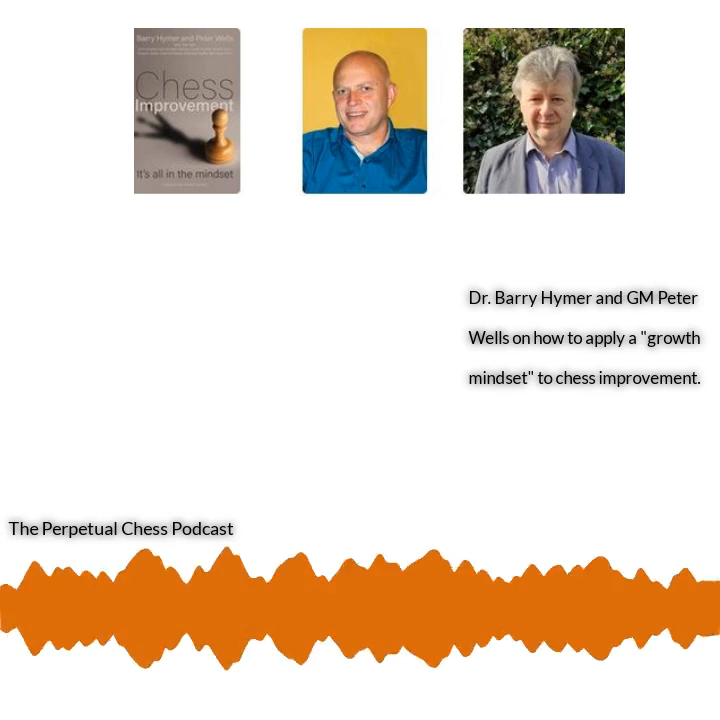 Barry Hymer and Peter Wells
Chess
Improvement
It's all in the mindset
Dr. Barry Hymer and GM Peter
Wells on how to apply a "growth
mindset" to chess improvement.
The Perpetual Chess Podcast